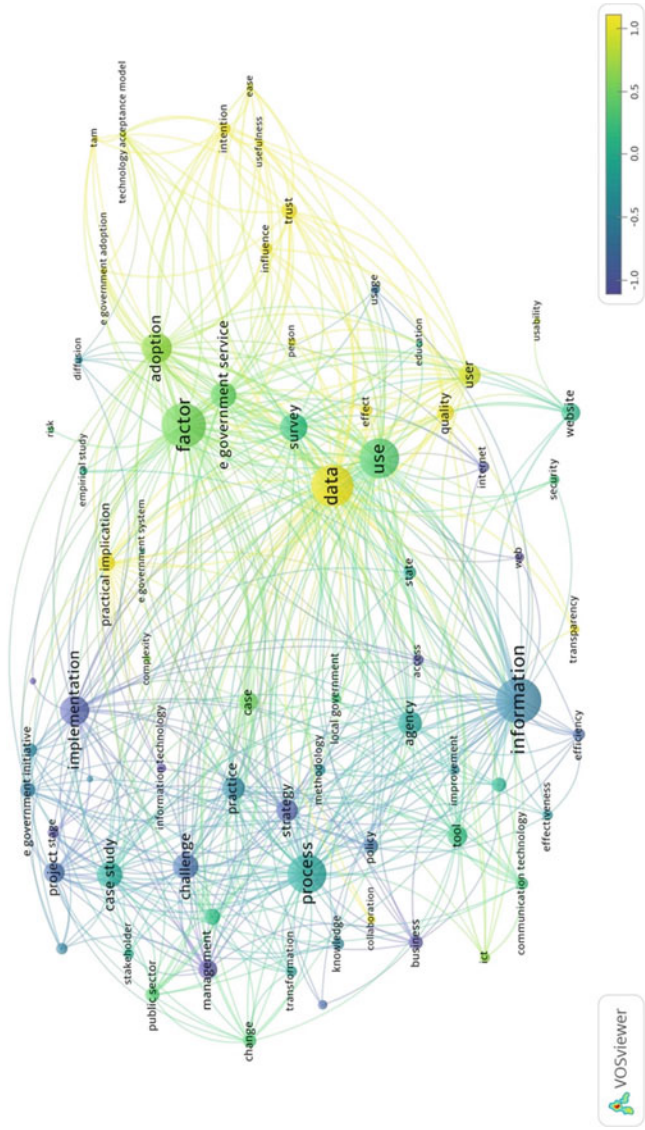 e government initiative
risk
project stage
implementation
diffusion
empirical study
tam
e government adoption
practical implication
case study
technology acceptance model
stakeholder
e government system
complexity
public sector
adoption
information technology
factor
challenge
management
e government service
intention
practice
case
change
ease
usefulness
influence
strategy
trust
transformation
person
survey
process
methodology
data
local government
knowledge
effect
policy
collaboration
usage
use
state
agency
business
access
education
quality
improvement
tool
user
internet
ict
information
web
communication technology
usability
effectiveness
security
website
transparency
efficiency
VOSviewer
-1.0 -0.5 0.0 0.5 1.0